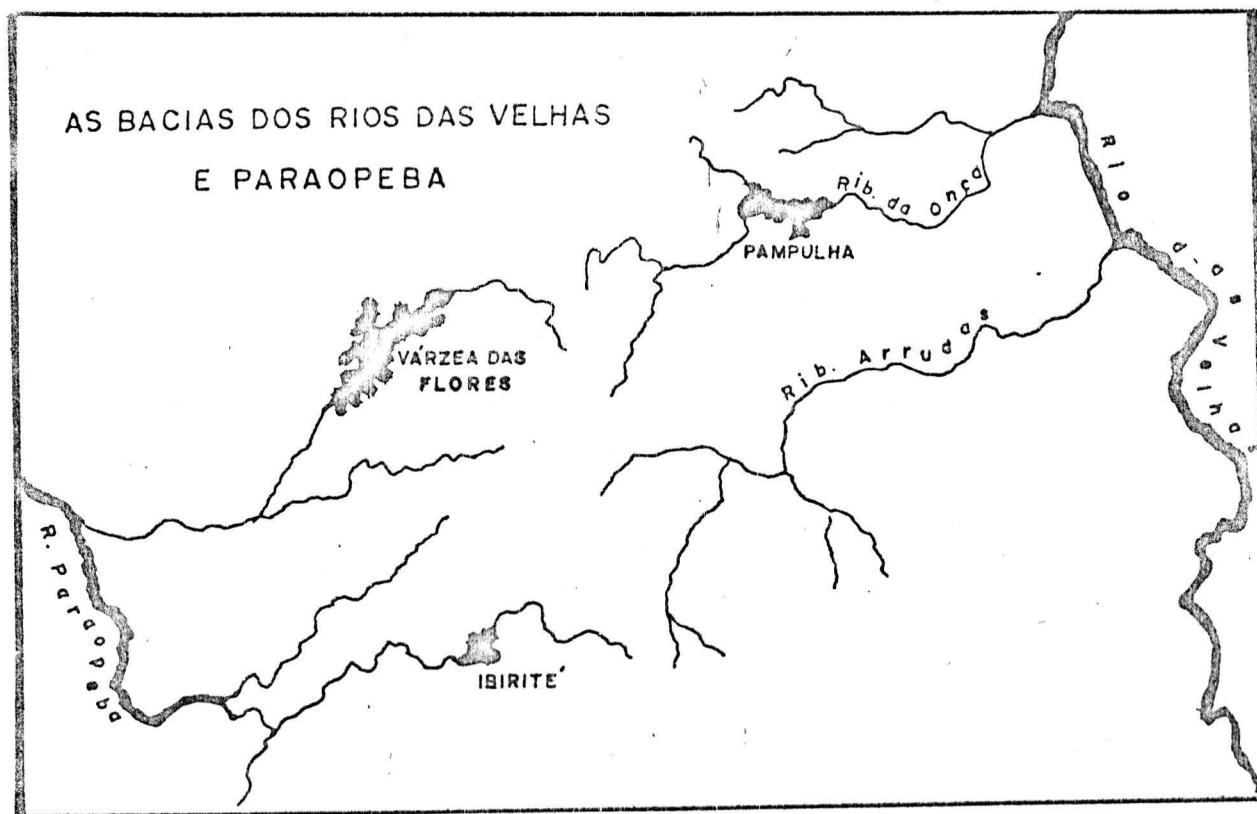 AS BACIAS DOS RIOS DAS VELHAS
E PARAOPEBA
Rio das Velhas
Rib. da Onça
PAMPULHA
VÁRZEA DAS
FLORES
Rib. Arrudas
R. Paraopeba
IBIRITÉ